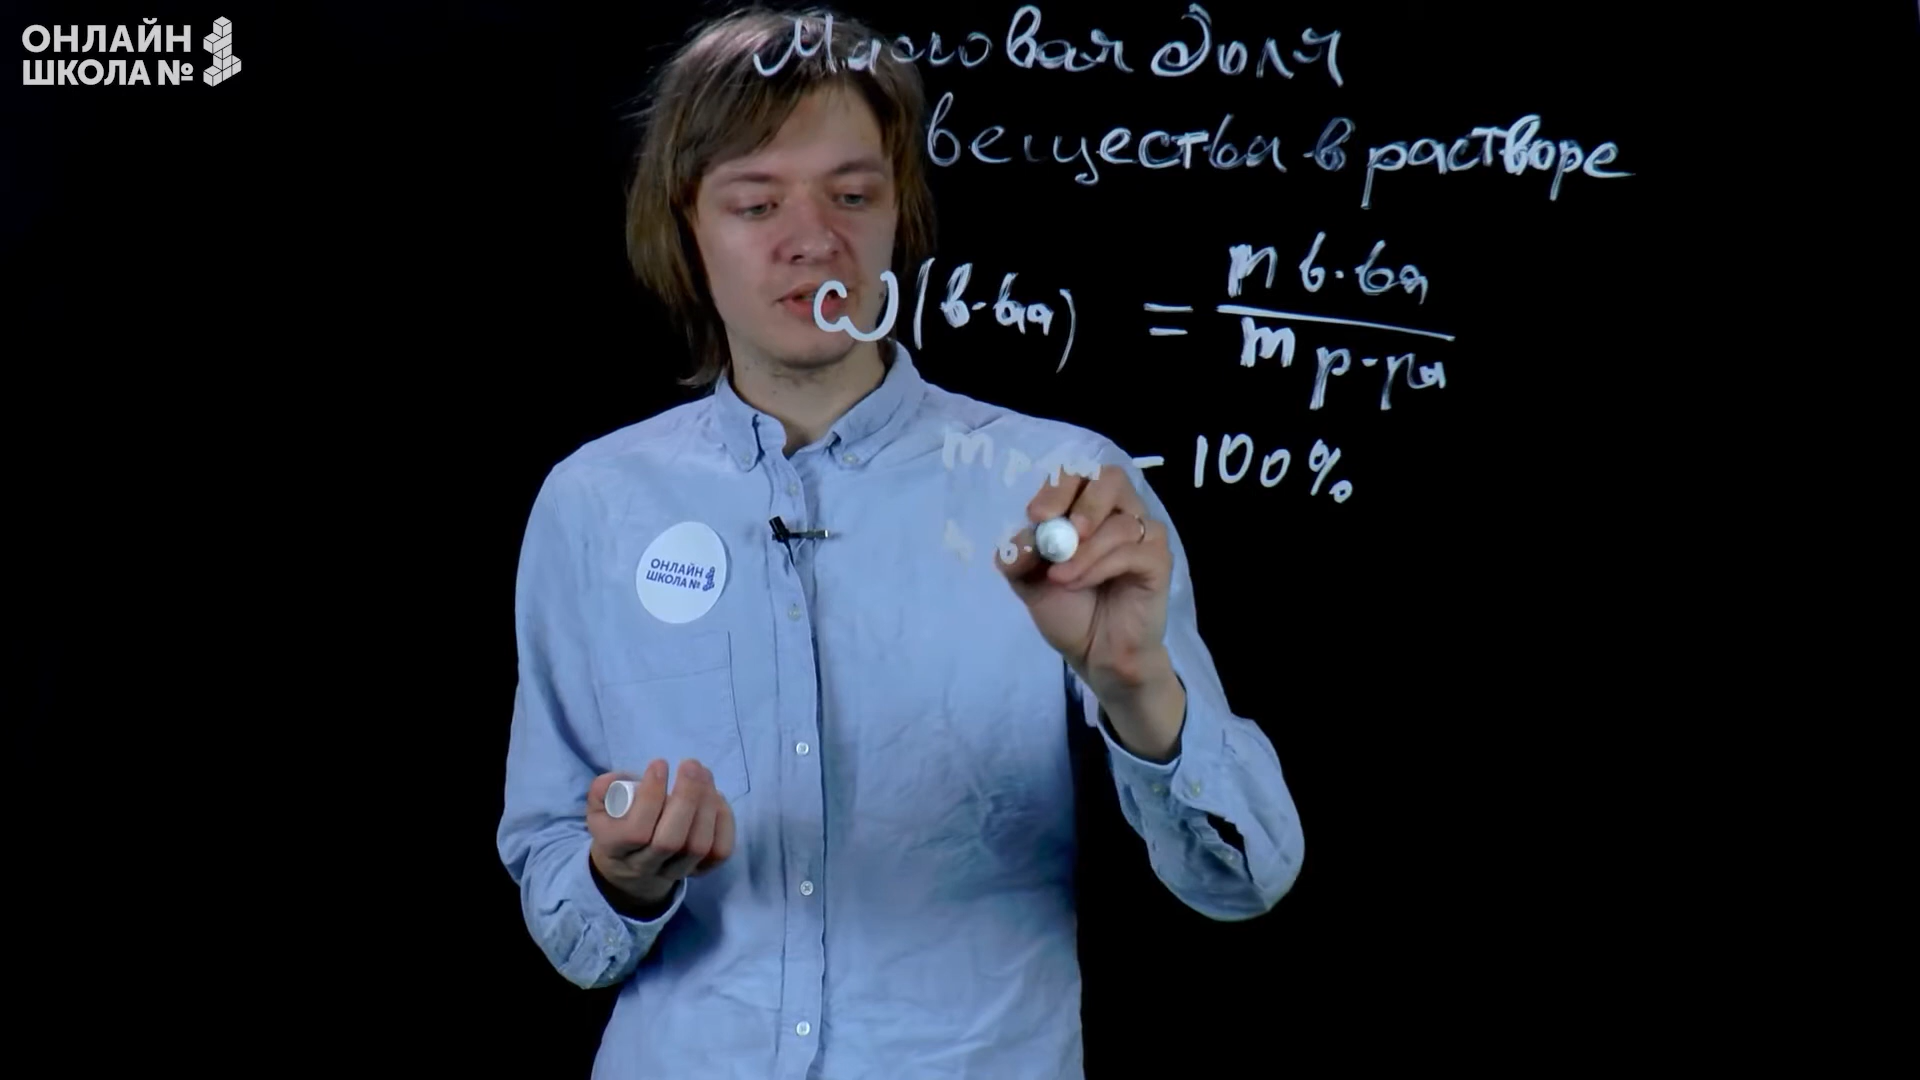 ОНЛАЙН
ШКОЛА №
Массовая доля
вещества в растворе
ω (в-ва) = m в-ва / m р-ра
m р-ра – 100%
ОНЛАЙН
ШКОЛА №